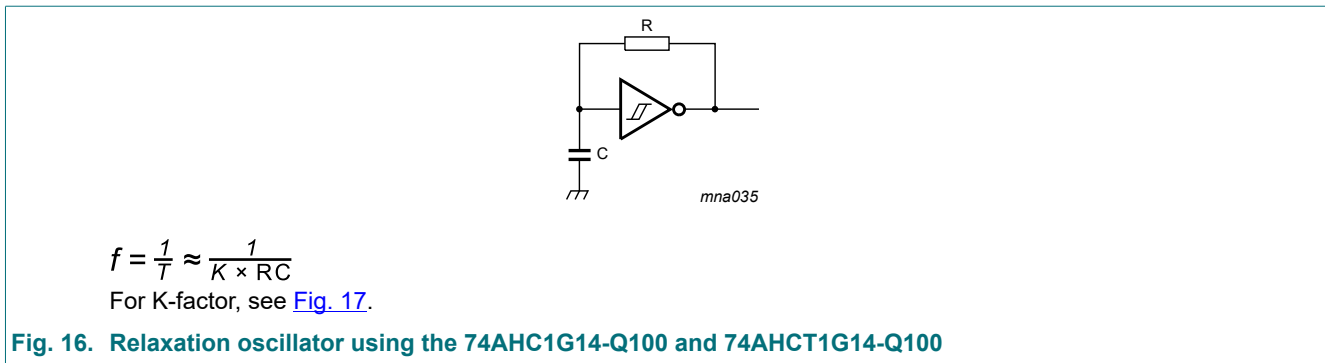 R
C
mna035
f = 1/T ≈ 1/(K × RC)
For K-factor, see Fig. 17.
Fig. 16. Relaxation oscillator using the 74AHC1G14-Q100 and 74AHCT1G14-Q100